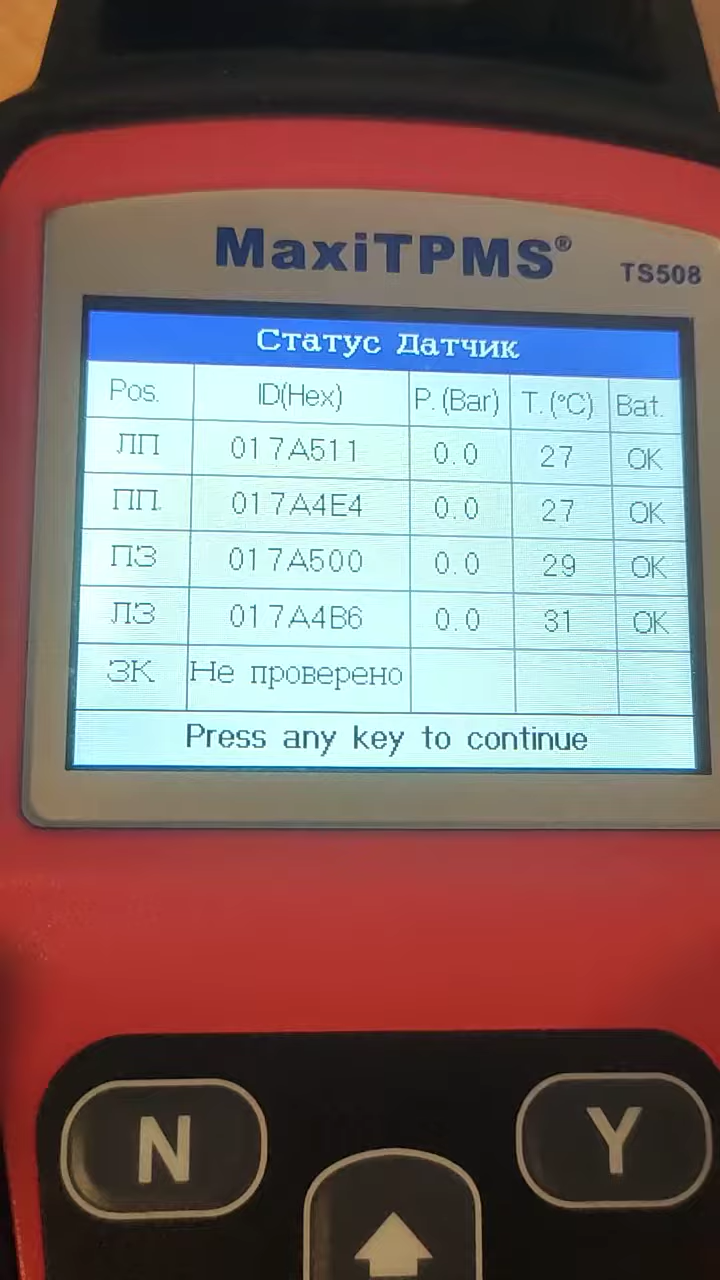 MaxiTPMS®
TS508
Статус Датчик
Pos. ID(Hex) P.(Bar) T.(°C) Bat.
ЛП 017A511 0.0 27 OK
ПП 017A4E4 0.0 27 OK
ПЗ 017A500 0.0 29 OK
ЛЗ 017A4B6 0.0 31 OK
ЗК Не проверено
Press any key to continue
N Y